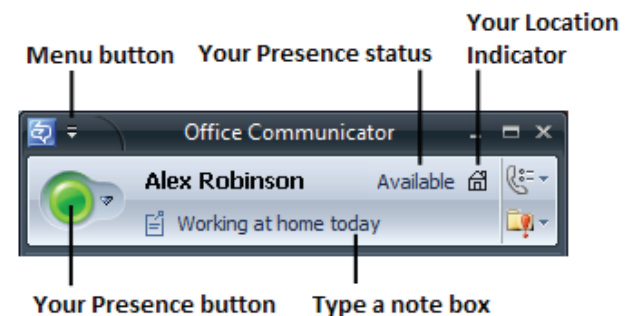 Your Location
Menu button Your Presence status Indicator
Office Communicator
Alex Robinson Available
Working at home today
Your Presence button Type a note box